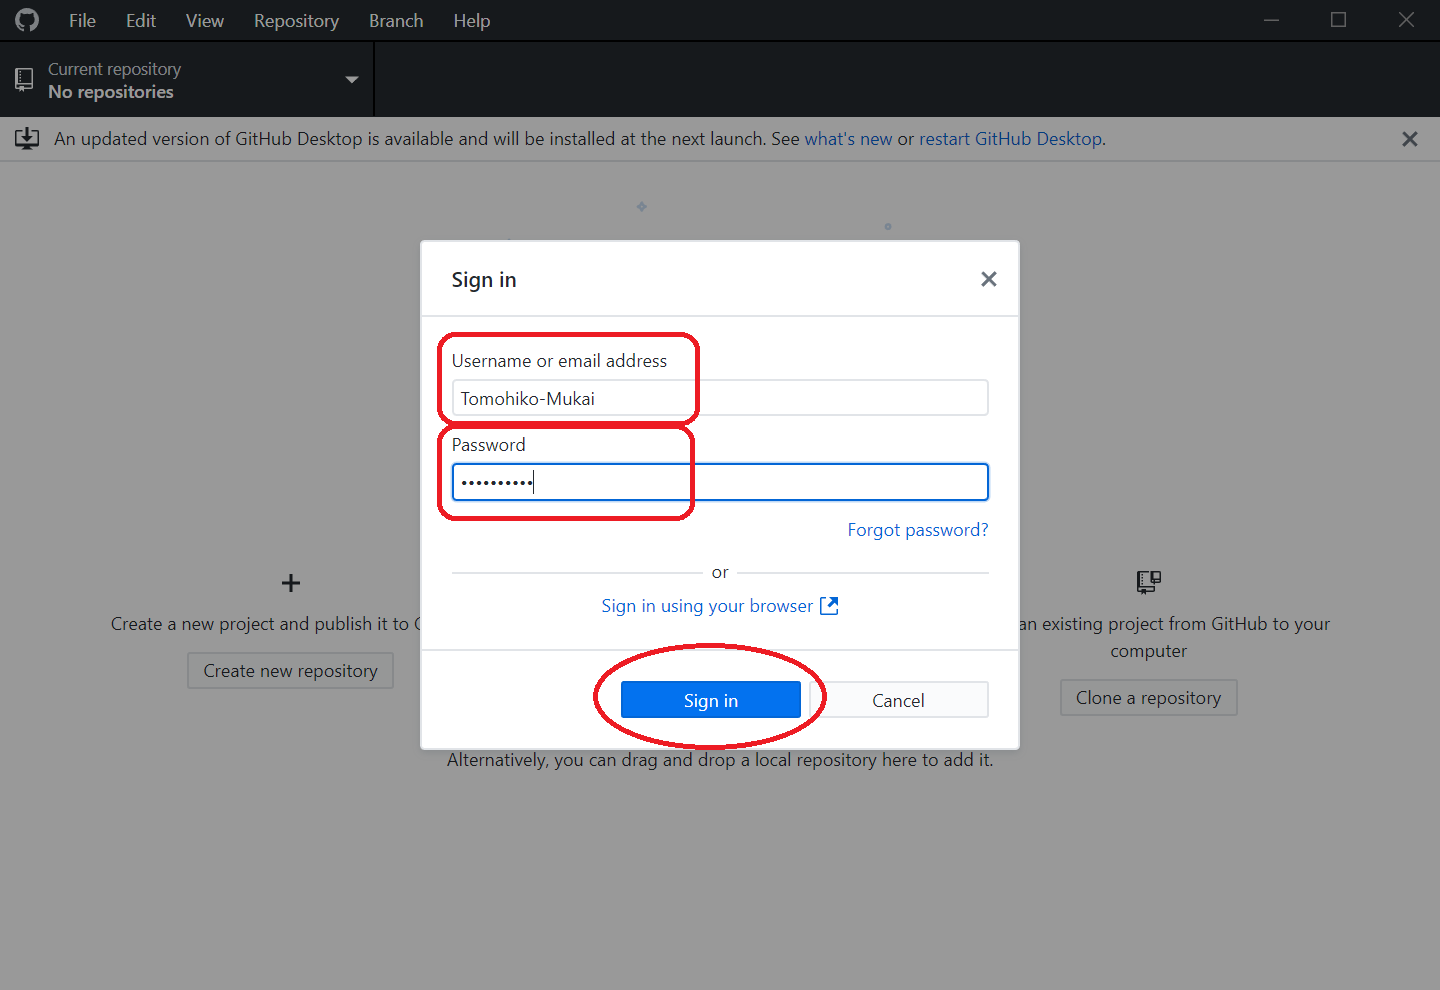 File Edit View Repository Branch Help
Current repository
No repositories
An updated version of GitHub Desktop is available and will be installed at the next launch. See what's new or restart GitHub Desktop.
Sign in
Username or email address
Tomohiko-Mukai
Password
••••••••••
Forgot password?
or
Sign in using your browser
Sign in Cancel
Create a new project and publish it to
Create new repository
an existing project from GitHub to your
computer
Clone a repository
Alternatively, you can drag and drop a local repository here to add it.